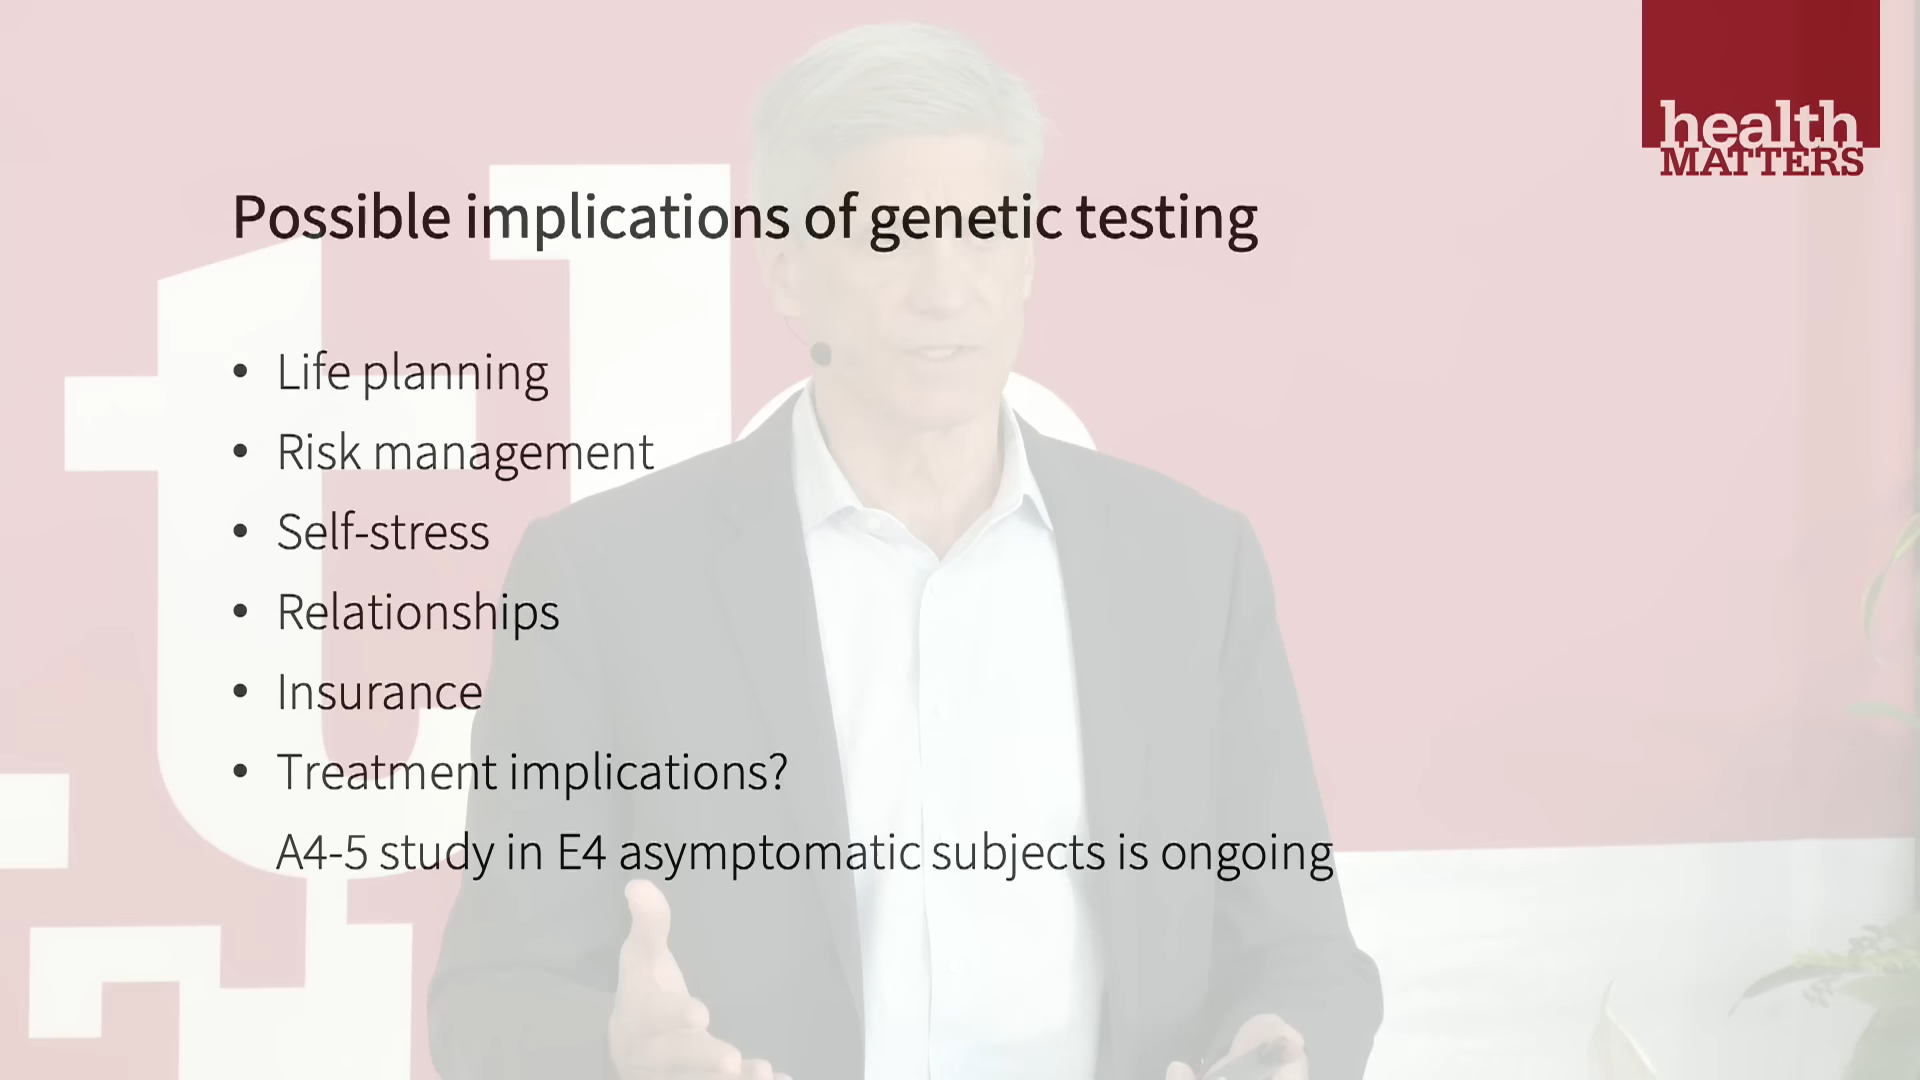 health
MATTERS
Possible implications of genetic testing
• Life planning
• Risk management
• Self-stress
• Relationships
• Insurance
• Treatment implications?
A4-5 study in E4 asymptomatic subjects is ongoing